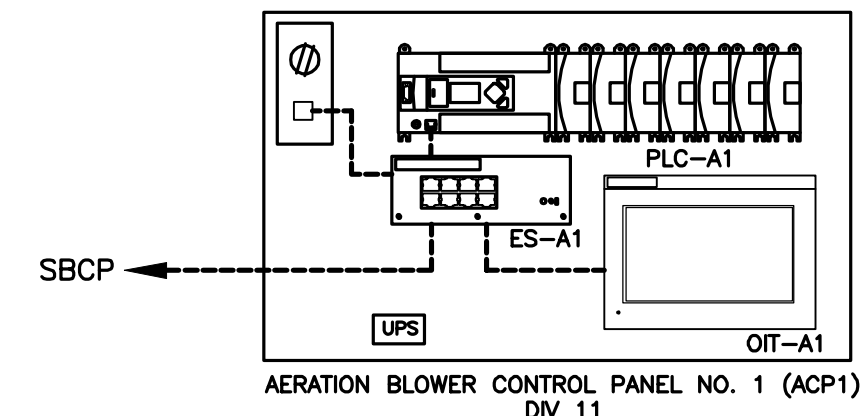 PLC-A1
ES-A1
SBCP
UPS
OIT-A1
AERATION BLOWER CONTROL PANEL NO. 1 (ACP1)
DIV 11